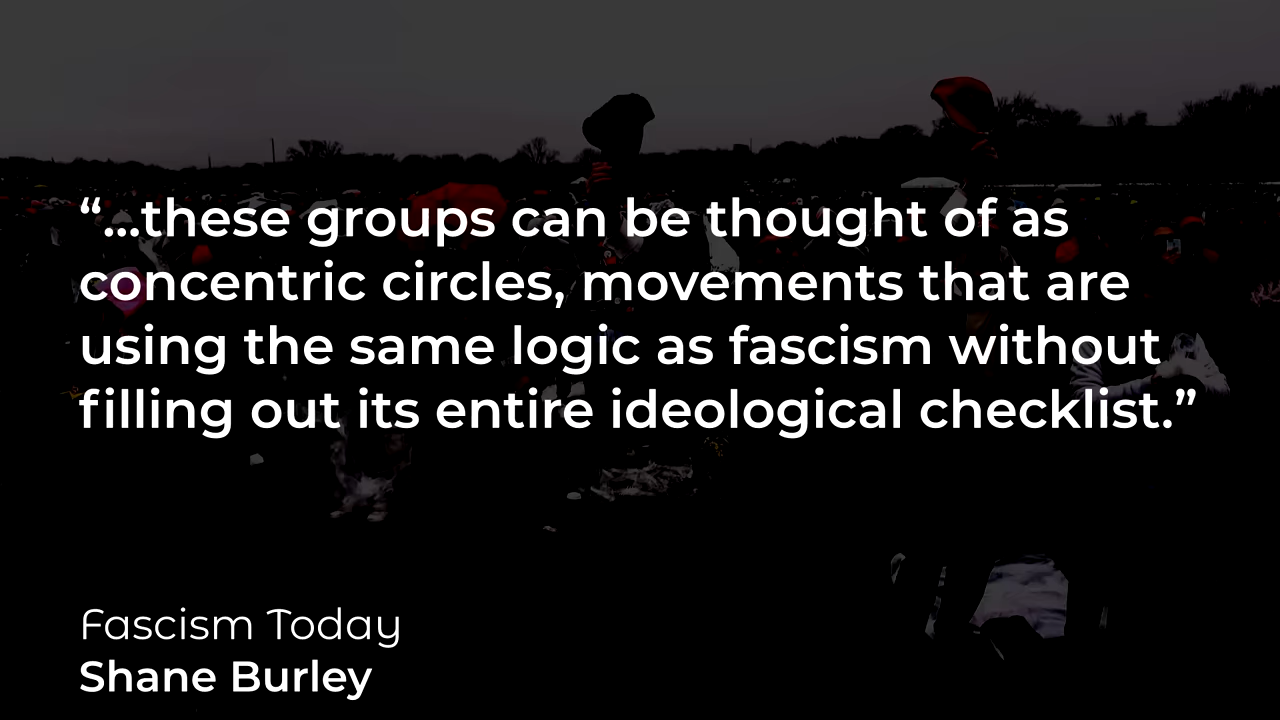 “...these groups can be thought of as
concentric circles, movements that are
using the same logic as fascism without
filling out its entire ideological checklist.”
Fascism Today
Shane Burley